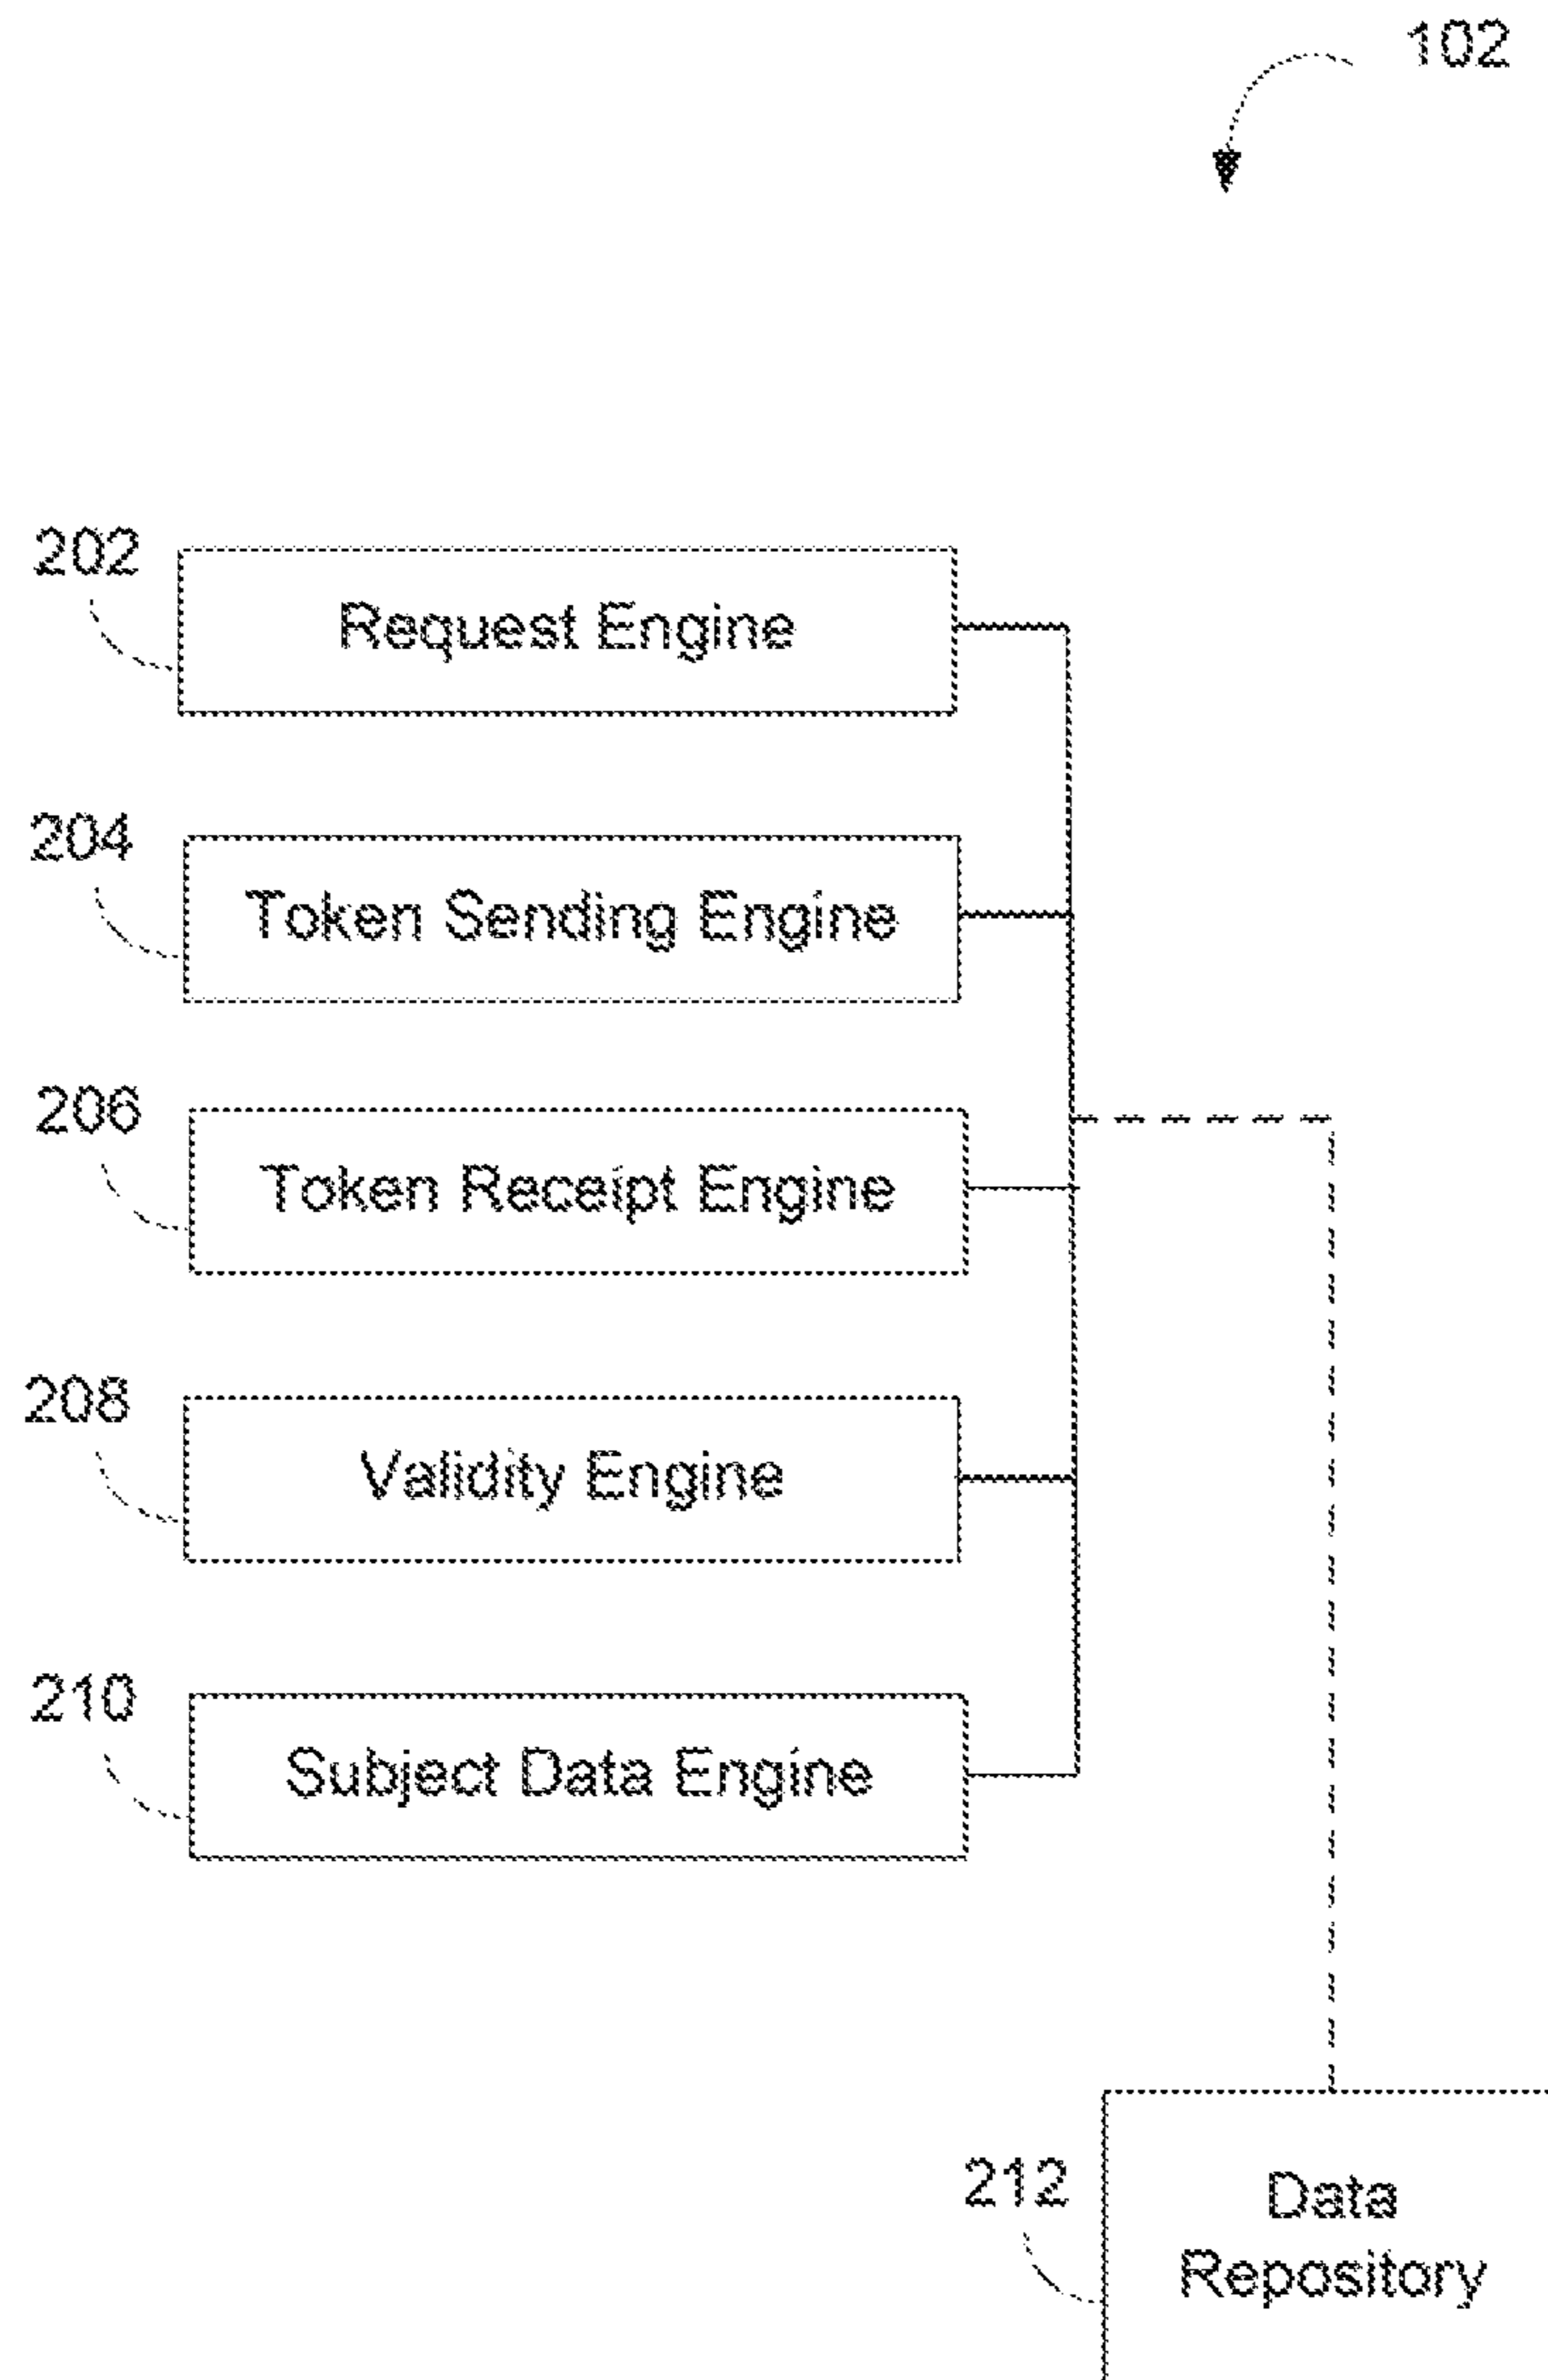 102
202
Request Engine
204
Token Sending Engine
206
Token Receipt Engine
208
Validity Engine
210
Subject Data Engine
212
Data
Repository